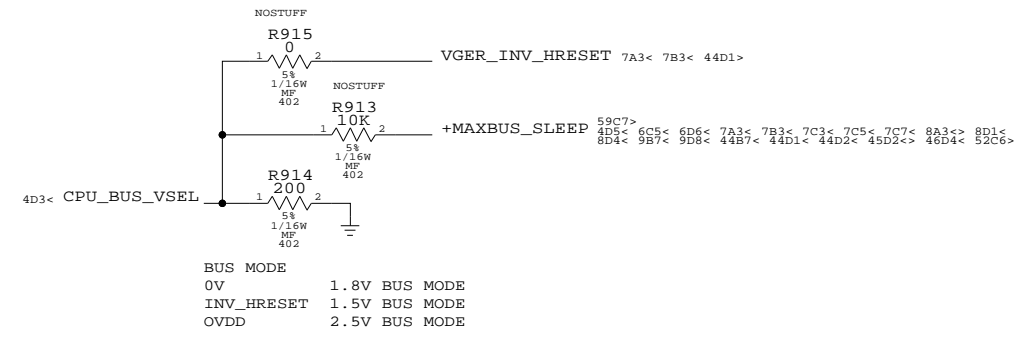 NOSTUFF
R915
0
1 2
5%
1/16W
MF
402
VGER_INV_HRESET 7A3< 7B3< 44D1>
NOSTUFF
R913
10K
1 2
5%
1/16W
MF
402
+MAXBUS_SLEEP
59C7>
4D5< 6C5< 6D6< 7A3< 7B3< 7C3< 7C5< 7C7< 8A3<> 8D1<
8D4< 9B7< 9D8< 44B7< 44D1< 44D2< 45D2<> 46D4< 52C6>
4D3< CPU_BUS_VSEL
R914
200
1 2
5%
1/16W
MF
402
BUS MODE
0V 1.8V BUS MODE
INV_HRESET 1.5V BUS MODE
OVDD 2.5V BUS MODE